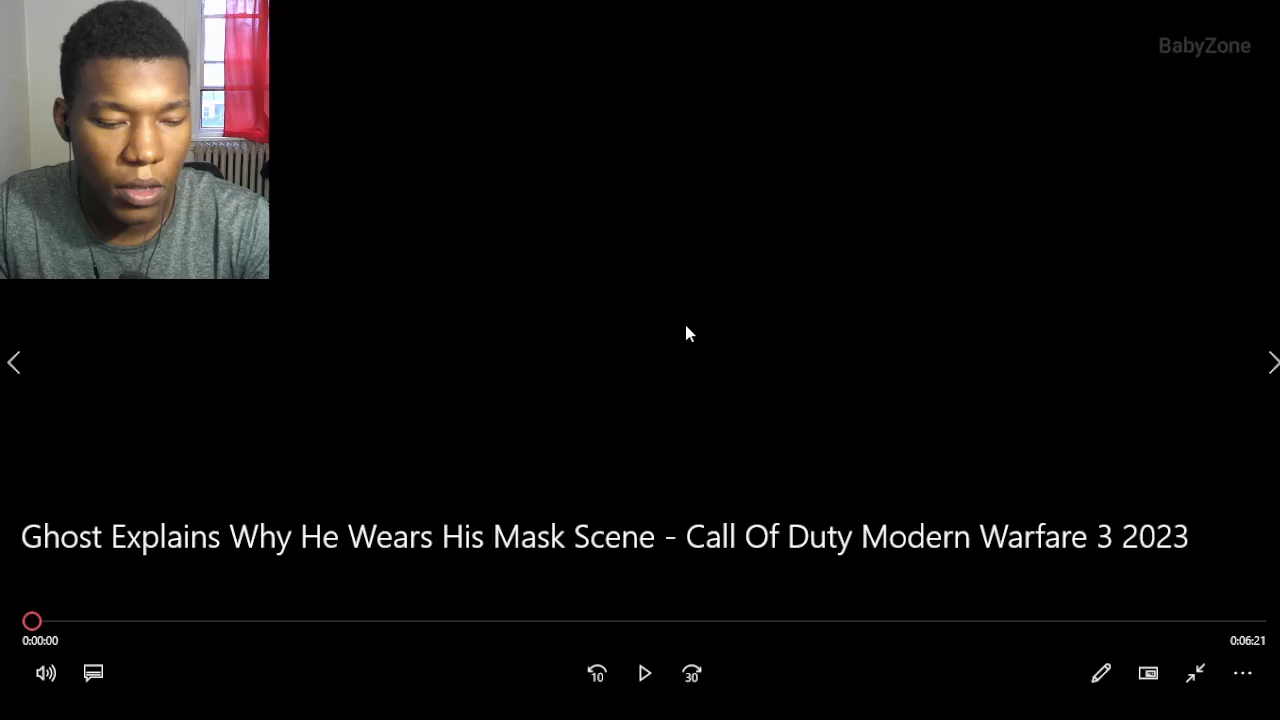 BabyZone
Ghost Explains Why He Wears His Mask Scene - Call Of Duty Modern Warfare 3 2023
0:00:00
0:06:21
10
30